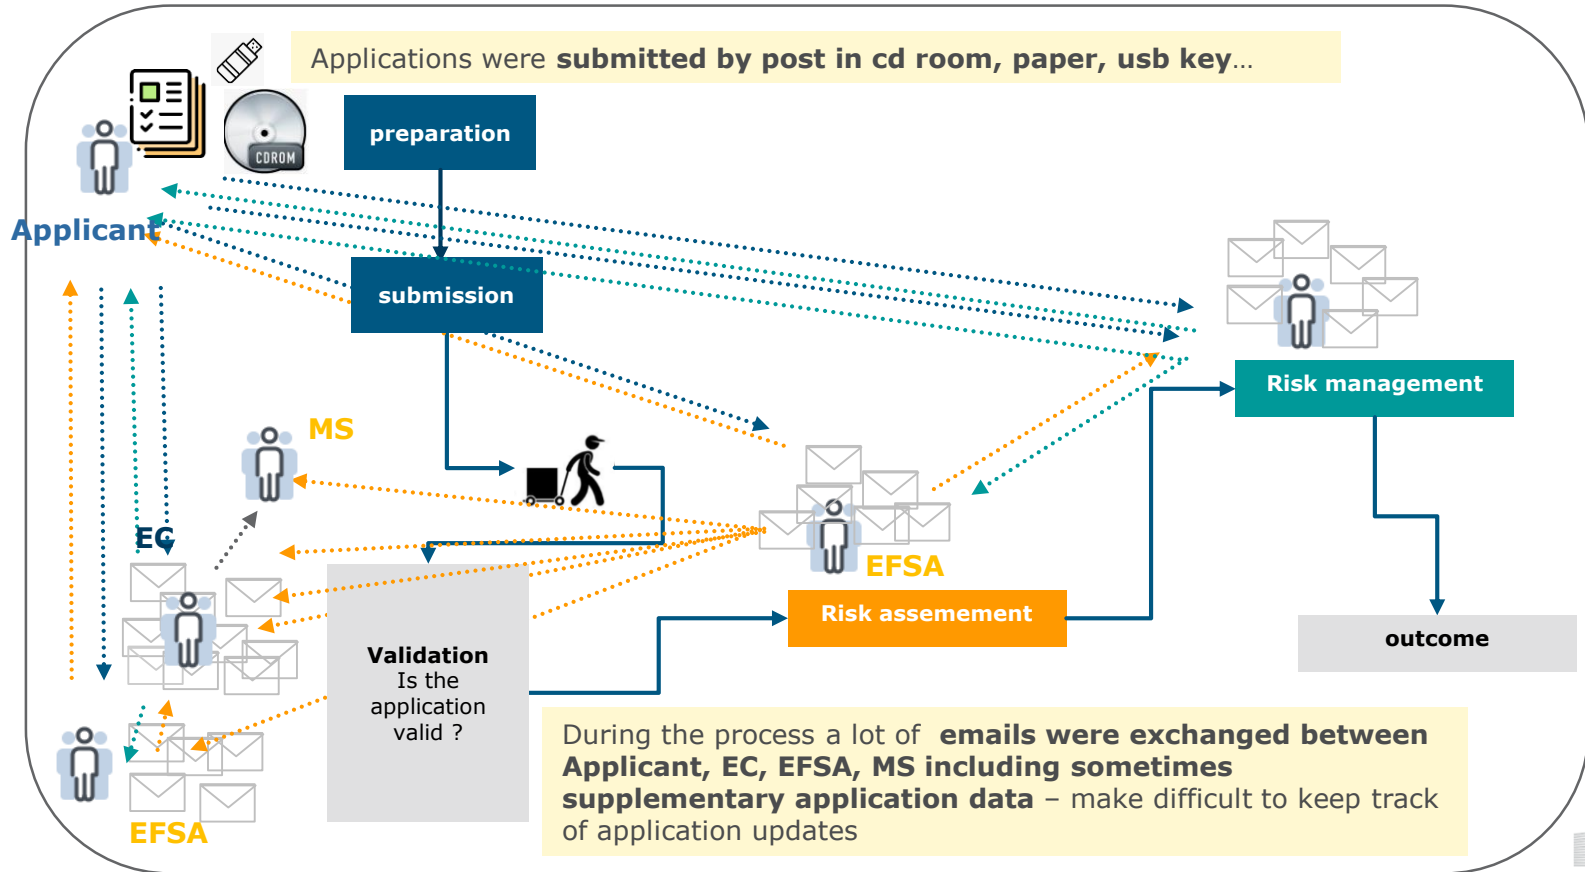 Applications were submitted by post in cd room, paper, usb key…
CDROM
preparation
Applicant
submission
Risk management
MS
EC
EFSA
Risk assemement
outcome
Validation
Is the
application
valid ?
During the process a lot of emails were exchanged between
Applicant, EC, EFSA, MS including sometimes
supplementary application data – make difficult to keep track
of application updates
EFSA